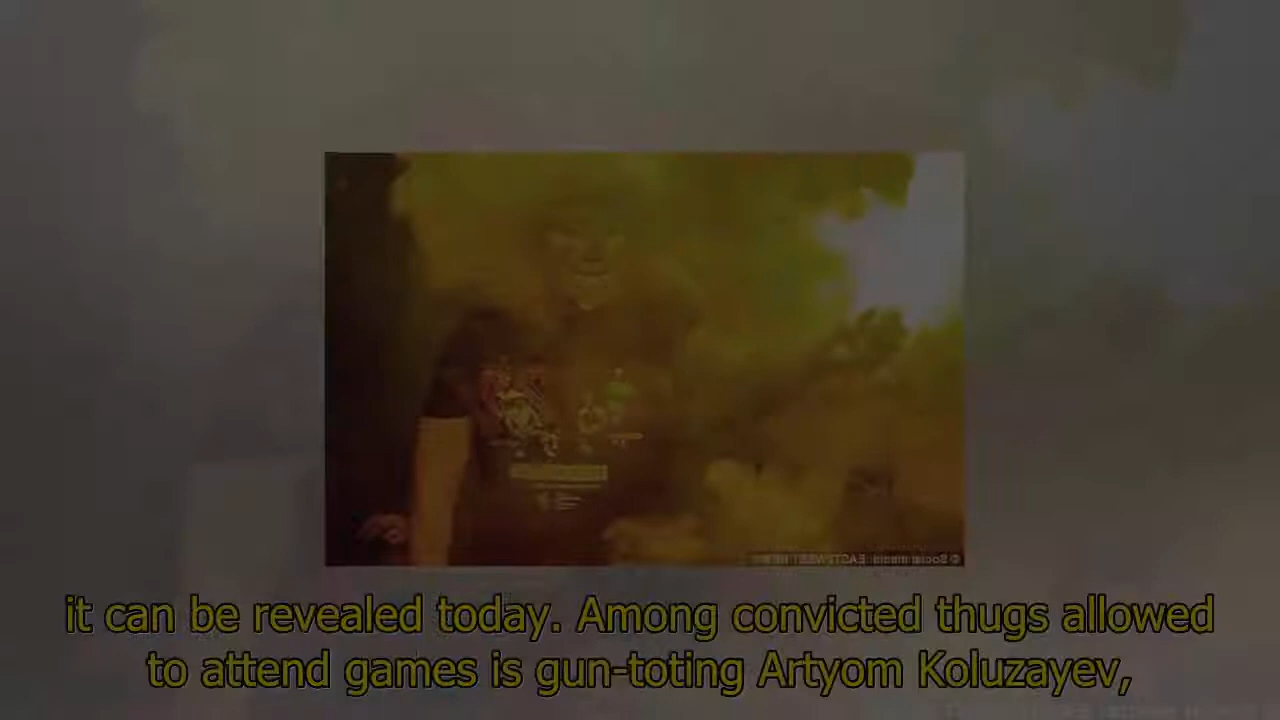 it can be revealed today. Among convicted thugs allowed
to attend games is gun-toting Artyom Koluzayev,